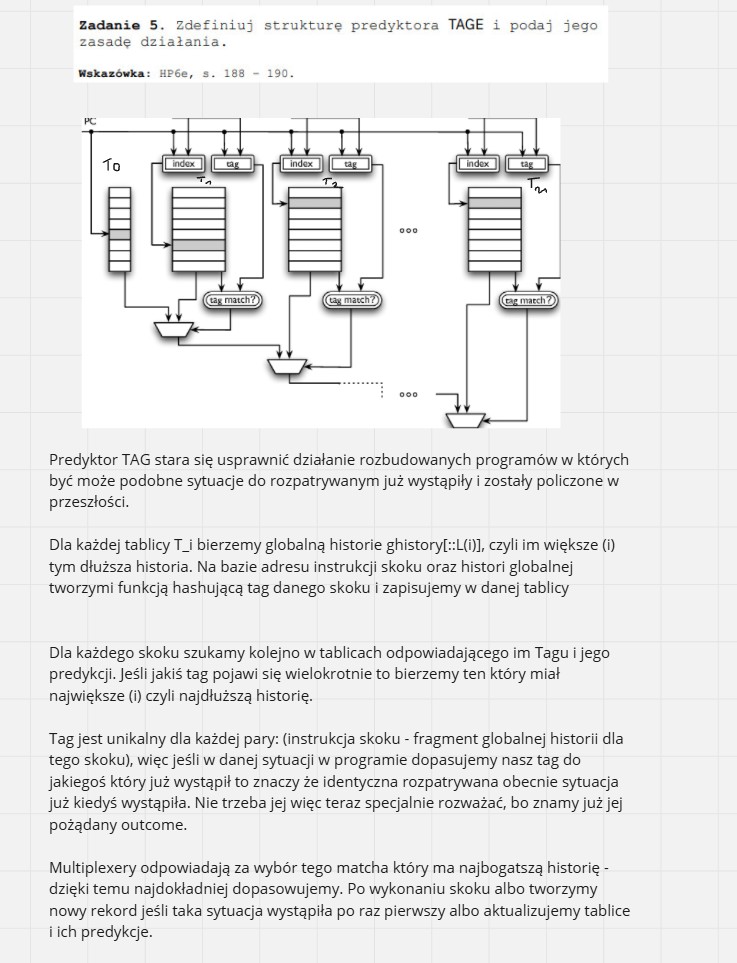 Zadanie 5. Zdefiniuj strukturę predyktora TAGE i podaj jego
zasadę działania.
Wskazówka: HP6e, s. 188 - 190.
PC
T0
index tag index tag index tag
T1 T2 Tn
ooo
tag match? tag match? tag match?
ooo
Predyktor TAG stara się usprawnić działanie rozbudowanych programów w których
być może podobne sytuacje do rozpatrywanym już wystąpiły i zostały policzone w
przeszłości.
Dla każdej tablicy T_i bierzemy globalną historie ghistory[::L(i)], czyli im większe (i)
tym dłuższa historia. Na bazie adresu instrukcji skoku oraz histori globalnej
tworzymi funkcją hashującą tag danego skoku i zapisujemy w danej tablicy
Dla każdego skoku szukamy kolejno w tablicach odpowiadającego im Tagu i jego
predykcji. Jeśli jakiś tag pojawi się wielokrotnie to bierzemy ten który miał
największe (i) czyli najdłuższą historię.
Tag jest unikalny dla każdej pary: (instrukcja skoku - fragment globalnej historii dla
tego skoku), więc jeśli w danej sytuacji w programie dopasujemy nasz tag do
jakiegoś który już wystąpił to znaczy że identyczna rozpatrywana obecnie sytuacja
już kiedyś wystąpiła. Nie trzeba jej więc teraz specjalnie rozważać, bo znamy już jej
pożądany outcome.
Multiplexery odpowiadają za wybór tego matcha który ma najbogatszą historię -
dzięki temu najdokładniej dopasowujemy. Po wykonaniu skoku albo tworzymy
nowy rekord jeśli taka sytuacja wystąpiła po raz pierwszy albo aktualizujemy tablice
i ich predykcje.